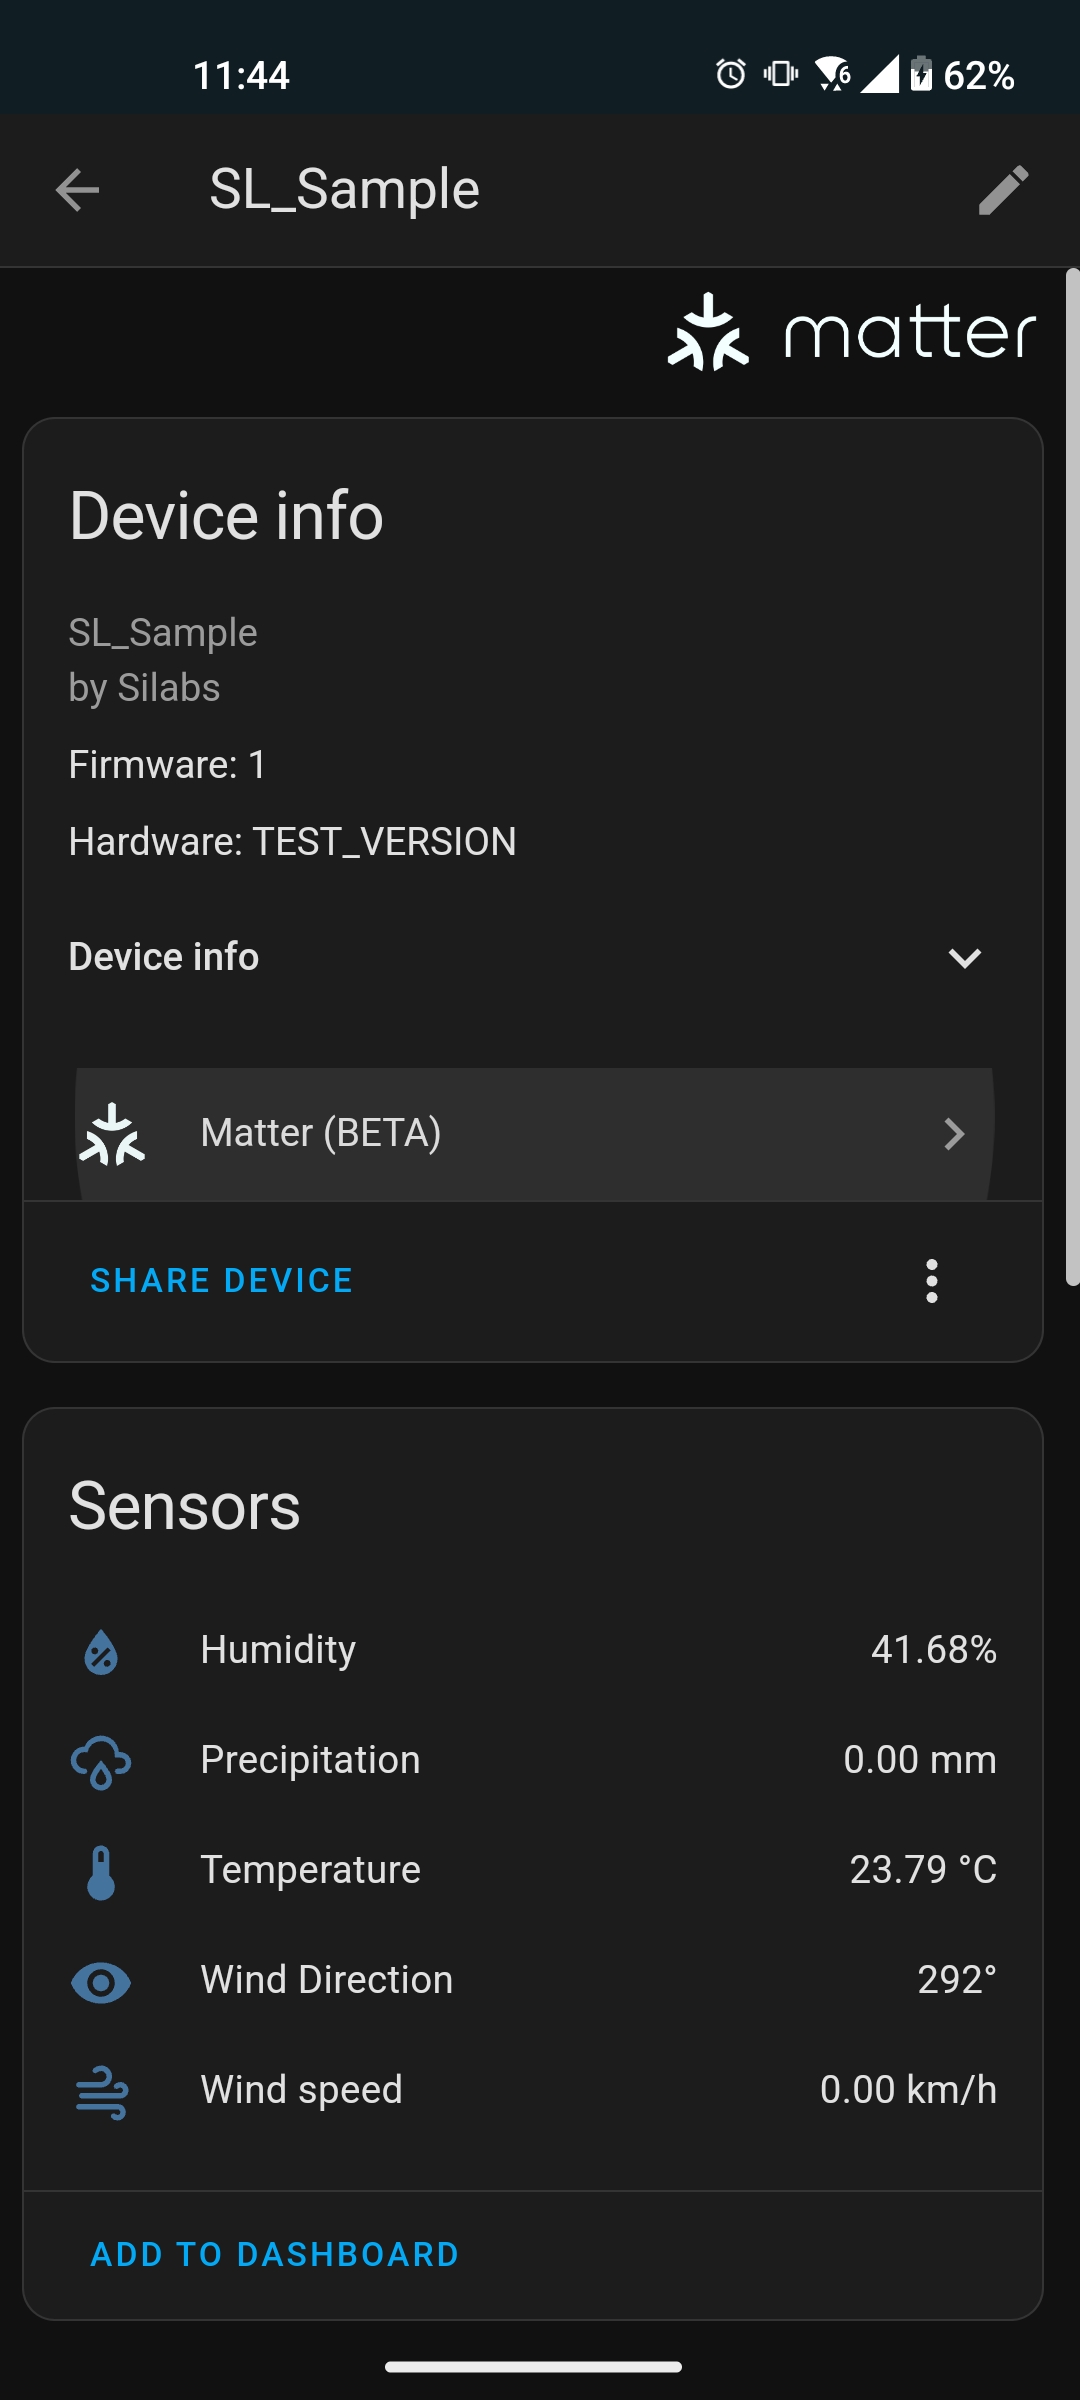 11:44
6
62%
SL_Sample
matter
Device info
SL_Sample
by Silabs
Firmware: 1
Hardware: TEST_VERSION
Device info
Matter (BETA)
SHARE DEVICE
Sensors
Humidity 41.68%
Precipitation 0.00 mm
Temperature 23.79 °C
Wind Direction 292°
Wind speed 0.00 km/h
ADD TO DASHBOARD